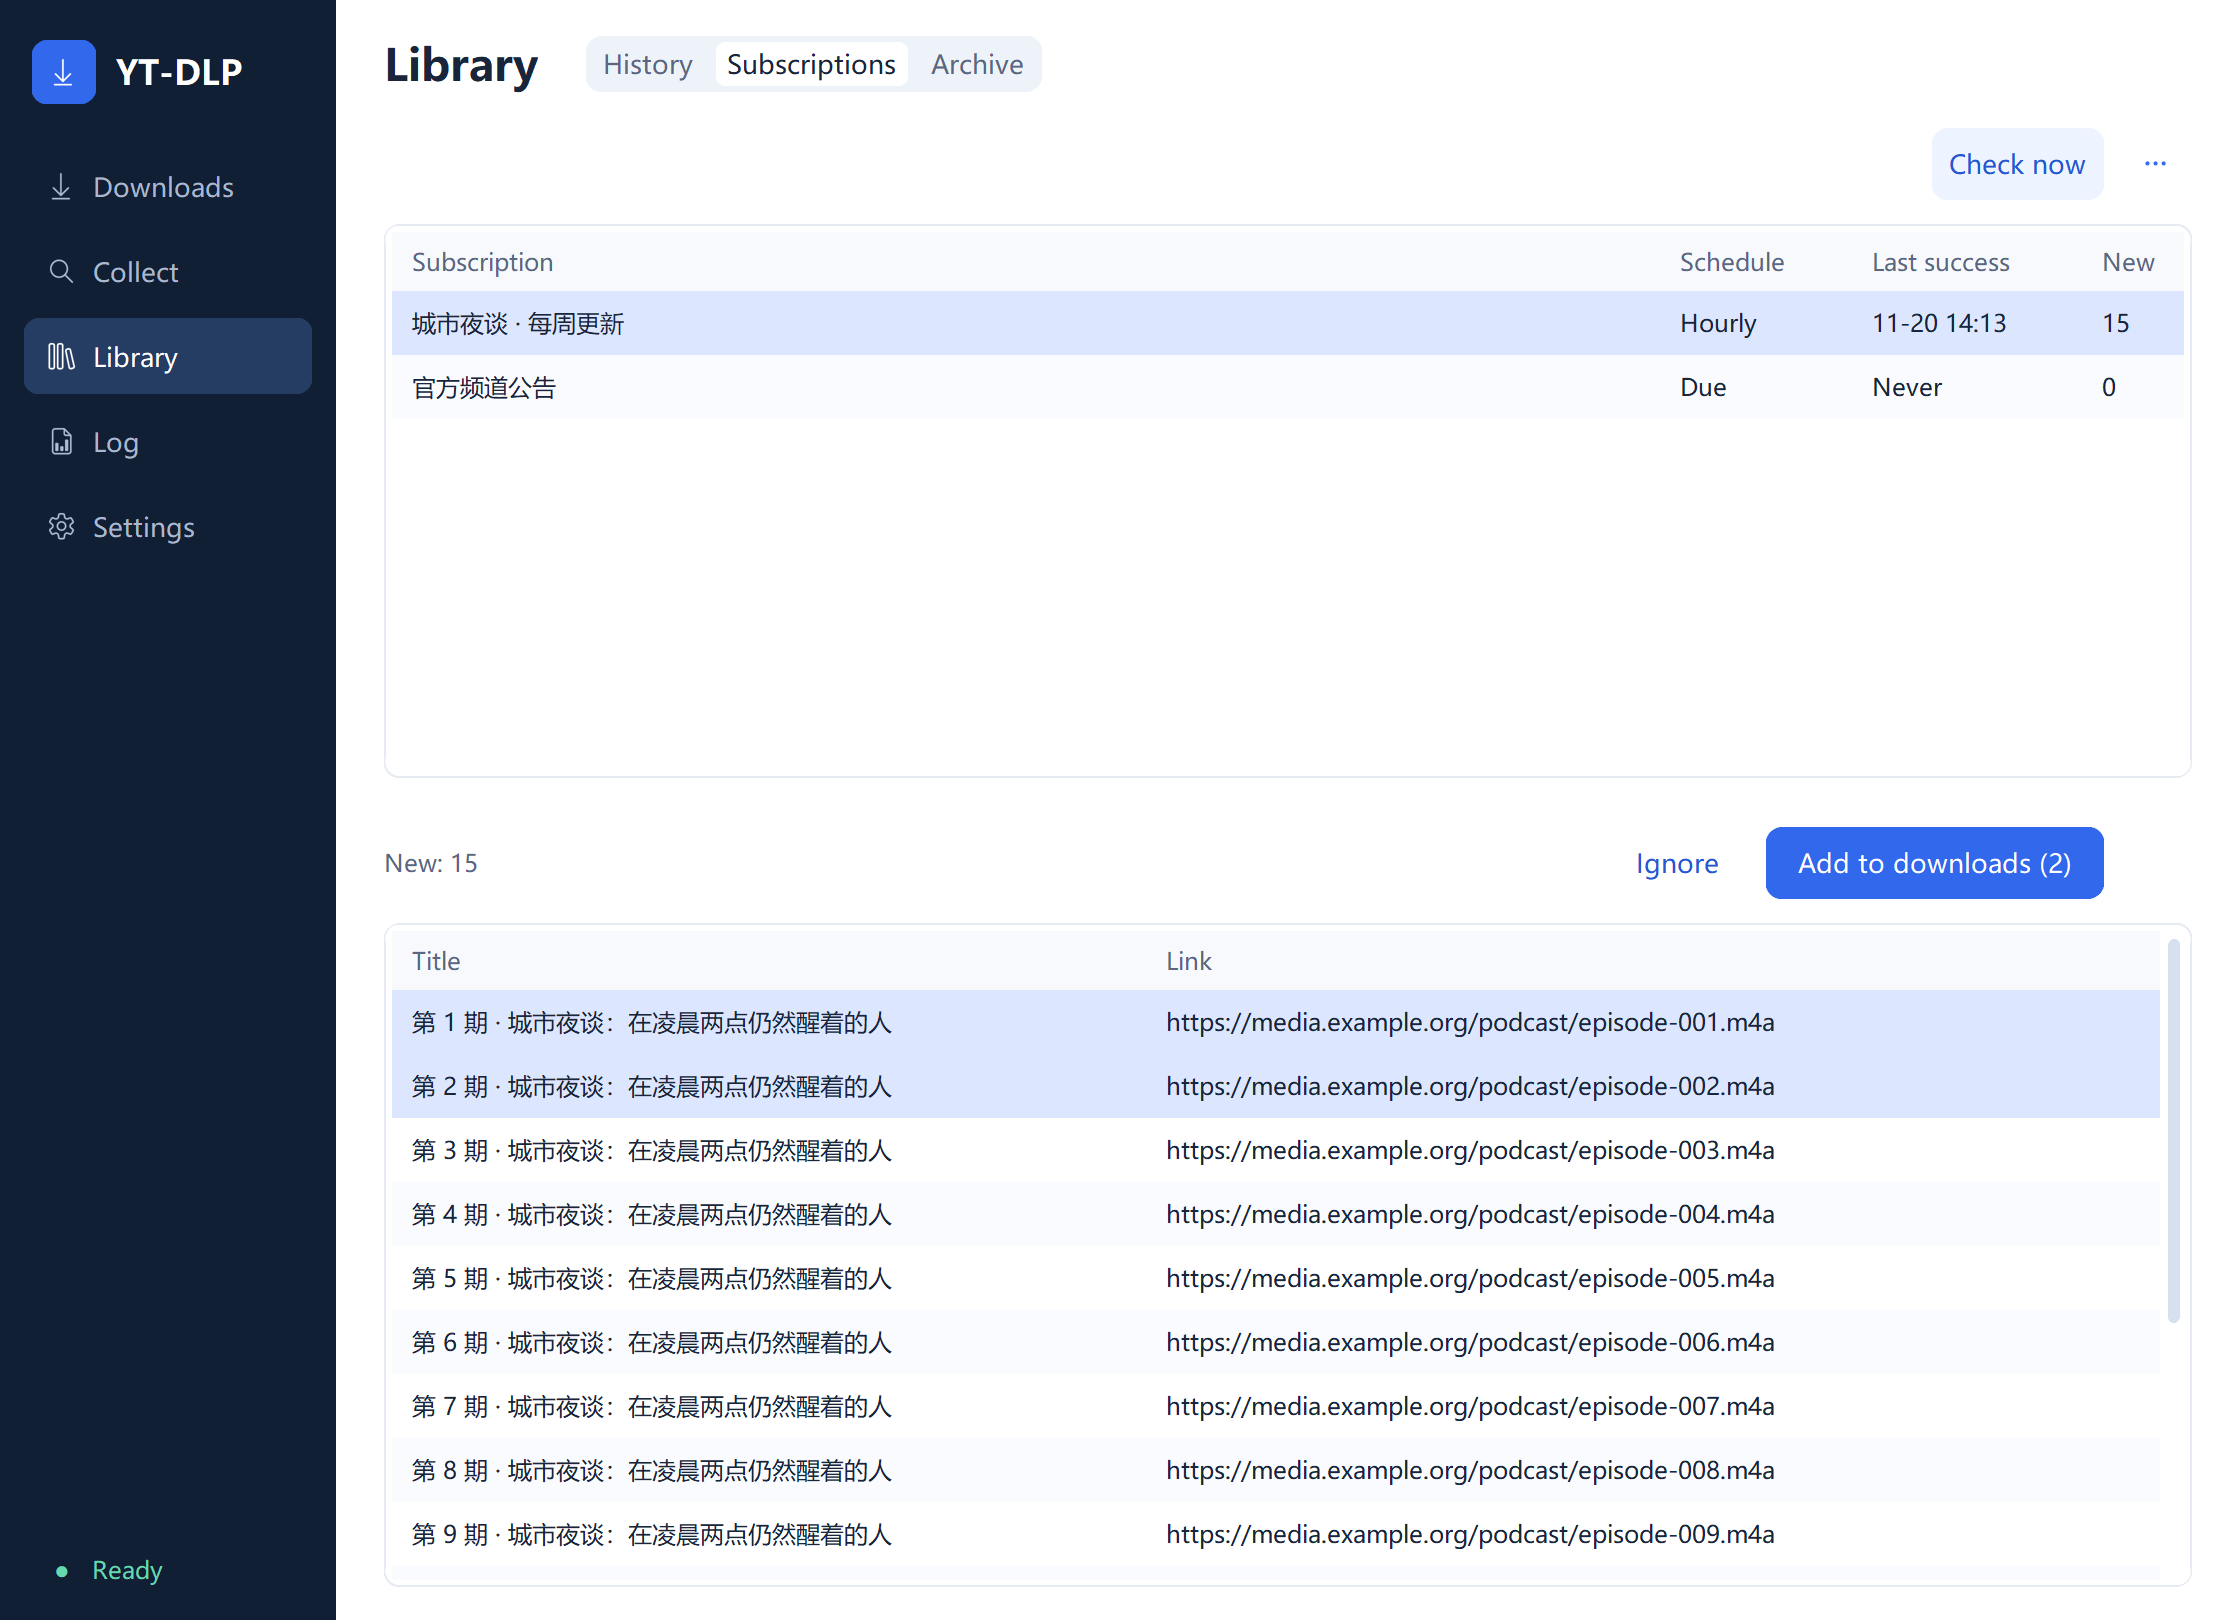 YT-DLP
Downloads
Collect
Library
Log
Settings
Ready
Library
History Subscriptions Archive
Check now ...
Subscription Schedule Last success New
城市夜谈 · 每周更新 Hourly 11-20 14:13 15
官方频道公告 Due Never 0
New: 15 Ignore Add to downloads (2)
Title Link
第 1 期 · 城市夜谈：在凌晨两点仍然醒着的人 https://media.example.org/podcast/episode-001.m4a
第 2 期 · 城市夜谈：在凌晨两点仍然醒着的人 https://media.example.org/podcast/episode-002.m4a
第 3 期 · 城市夜谈：在凌晨两点仍然醒着的人 https://media.example.org/podcast/episode-003.m4a
第 4 期 · 城市夜谈：在凌晨两点仍然醒着的人 https://media.example.org/podcast/episode-004.m4a
第 5 期 · 城市夜谈：在凌晨两点仍然醒着的人 https://media.example.org/podcast/episode-005.m4a
第 6 期 · 城市夜谈：在凌晨两点仍然醒着的人 https://media.example.org/podcast/episode-006.m4a
第 7 期 · 城市夜谈：在凌晨两点仍然醒着的人 https://media.example.org/podcast/episode-007.m4a
第 8 期 · 城市夜谈：在凌晨两点仍然醒着的人 https://media.example.org/podcast/episode-008.m4a
第 9 期 · 城市夜谈：在凌晨两点仍然醒着的人 https://media.example.org/podcast/episode-009.m4a